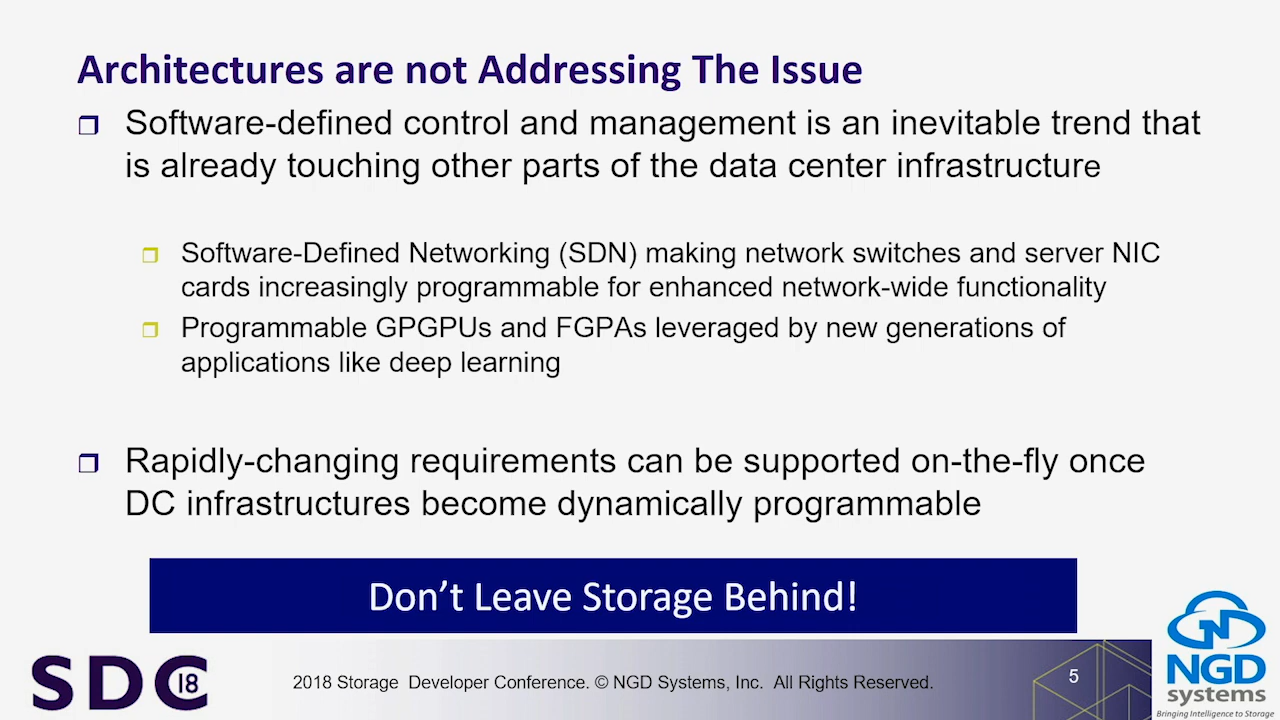 Architectures are not Addressing The Issue
Software-defined control and management is an inevitable trend that
is already touching other parts of the data center infrastructure
Software-Defined Networking (SDN) making network switches and server NIC
cards increasingly programmable for enhanced network-wide functionality
Programmable GPGPUs and FGPAs leveraged by new generations of
applications like deep learning
Rapidly-changing requirements can be supported on-the-fly once
DC infrastructures become dynamically programmable
Don't Leave Storage Behind!
SDC 18
2018 Storage Developer Conference. © NGD Systems, Inc. All Rights Reserved.
5
NGD
systems
Bringing Intelligence to Storage